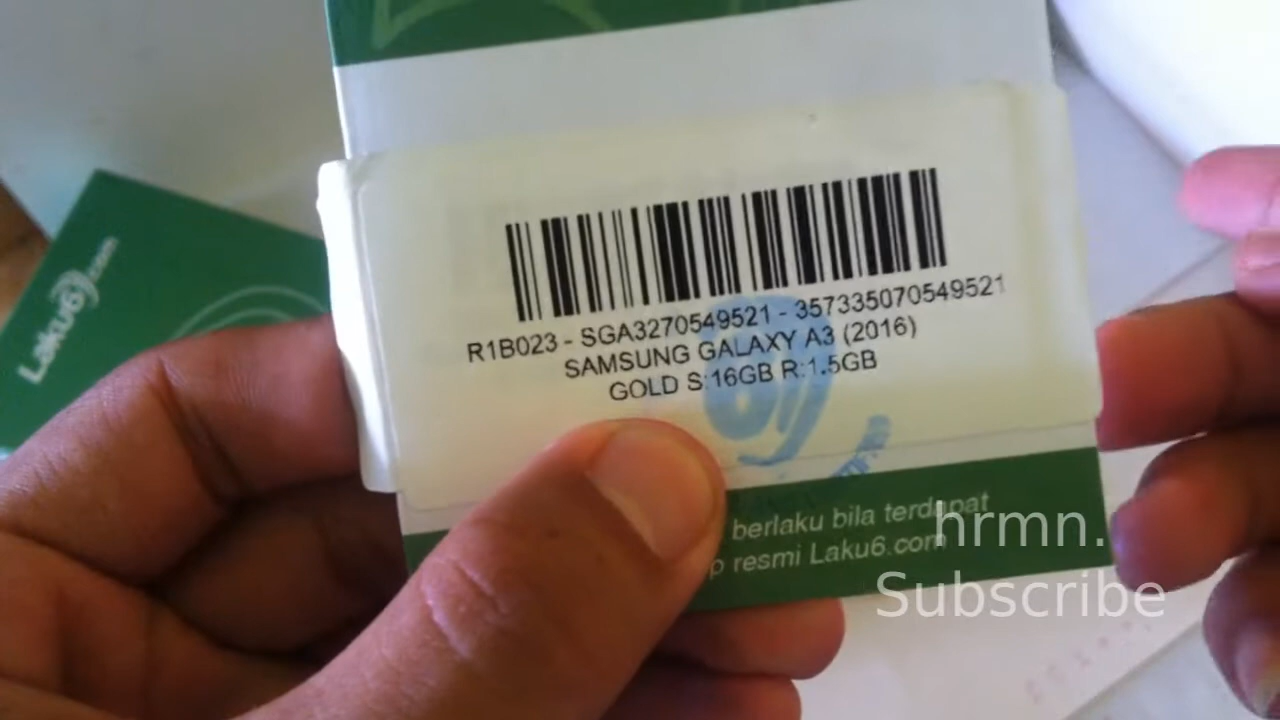 Laku6.com
R1B023 - SGA3270549521 - 357335070549521
SAMSUNG GALAXY A3 (2016)
GOLD S:16GB R:1.5GB
berlaku bila terdapat
resmi Laku6.com
hrmn.
Subscribe